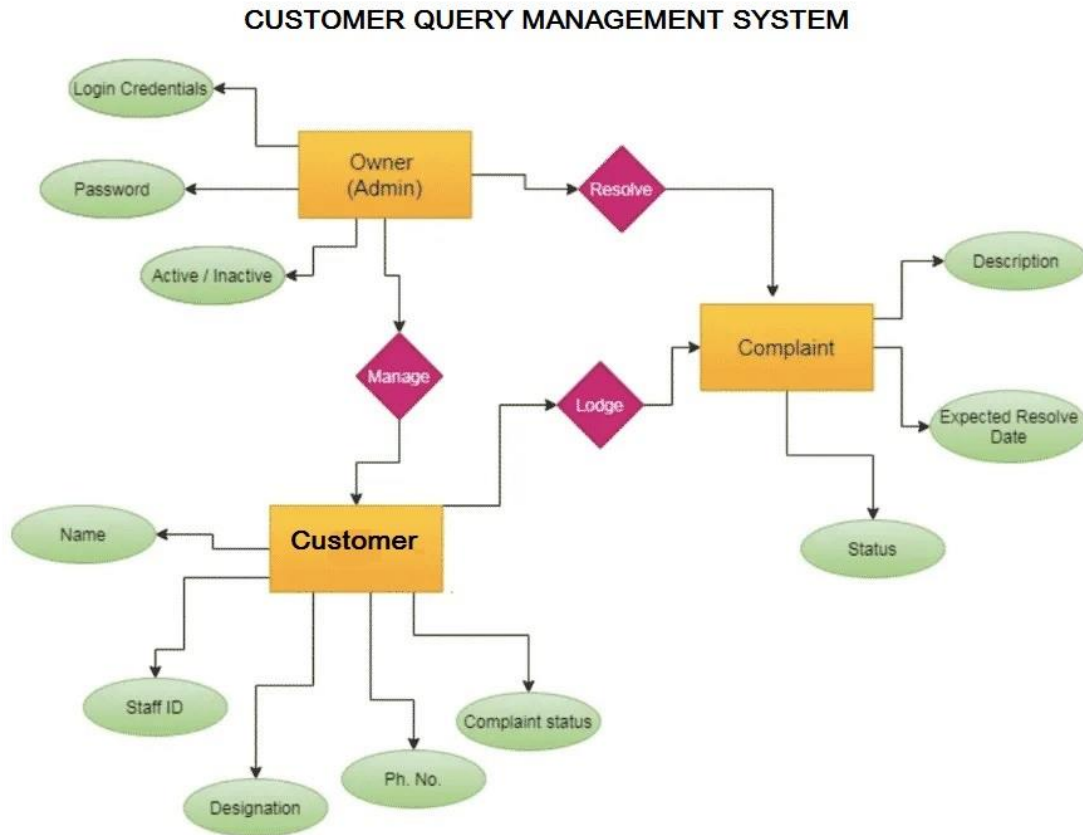 CUSTOMER QUERY MANAGEMENT SYSTEM
Login Credentials
Owner
(Admin)
Password
Resolve
Active / Inactive
Description
Complaint
Manage
Lodge
Expected Resolve
Date
Name
Customer
Status
Staff ID
Complaint status
Ph. No.
Designation